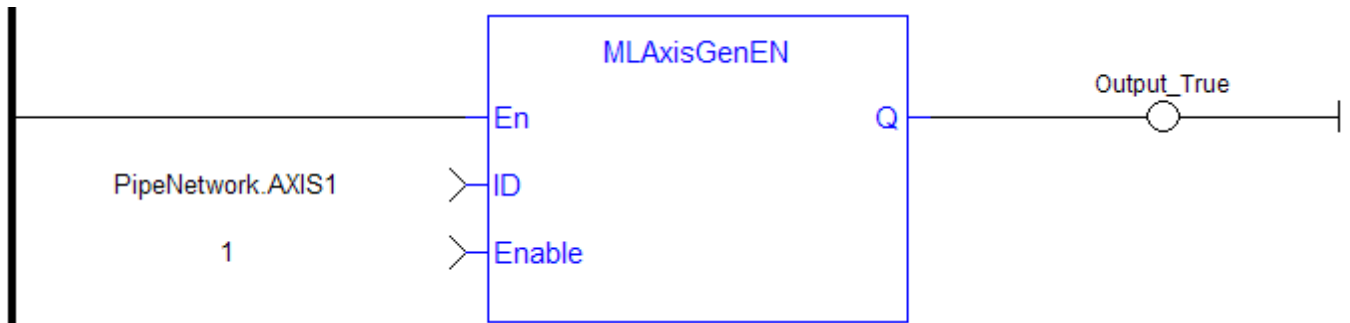 MLAxisGenEN
Output_True
En
Q
PipeNetwork.AXIS1
ID
1
Enable